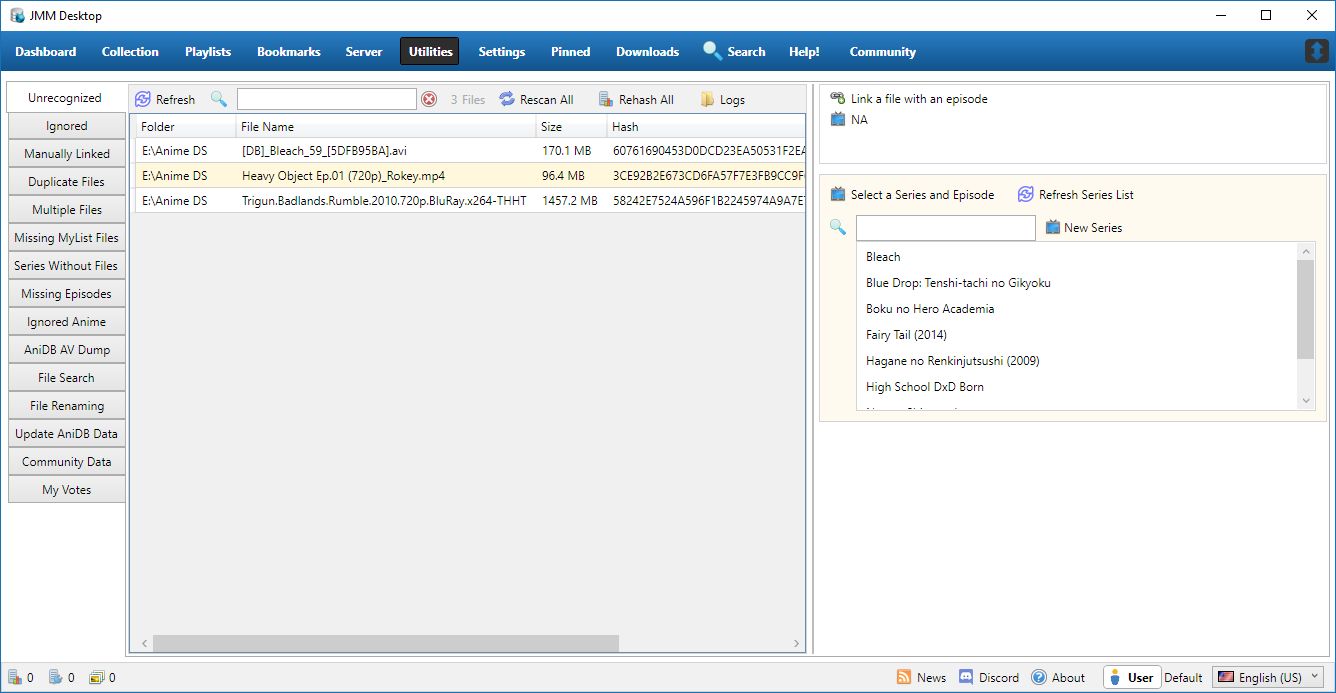 JMM Desktop
Dashboard Collection Playlists Bookmarks Server Utilities Settings Pinned Downloads Search Help! Community
Unrecognized
Ignored
Manually Linked
Duplicate Files
Multiple Files
Missing MyList Files
Series Without Files
Missing Episodes
Ignored Anime
AniDB AV Dump
File Search
File Renaming
Update AniDB Data
Community Data
My Votes
Refresh 3 Files Rescan All Rehash All Logs
Folder File Name Size Hash
E:\Anime DS [DB]_Bleach_59_[5DFB95BA].avi 170.1 MB 60761690453D0DCD23EA50531F2EA
E:\Anime DS Heavy Object Ep.01 (720p)_Rokey.mp4 96.4 MB 3CE92B2E673CD6FA57F7E3FB9CC9F
E:\Anime DS Trigun.Badlands.Rumble.2010.720p.BluRay.x264-THHT 1457.2 MB 58242E7524A596F1B2245974A9A7E
Link a file with an episode
NA
Select a Series and Episode Refresh Series List
New Series
Bleach
Blue Drop: Tenshi-tachi no Gikyoku
Boku no Hero Academia
Fairy Tail (2014)
Hagane no Renkinjutsushi (2009)
High School DxD Born
0 0 0 News Discord About User Default English (US)